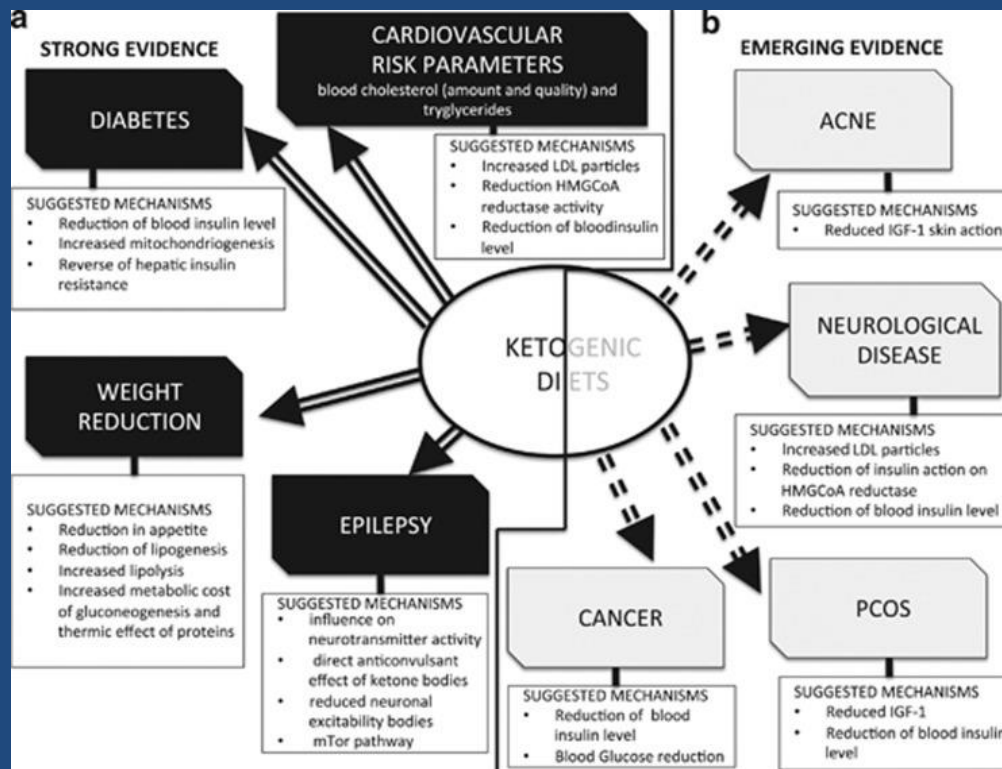 a
STRONG EVIDENCE
DIABETES
SUGGESTED MECHANISMS
• Reduction of blood insulin level
• Increased mitochondriogenesis
• Reverse of hepatic insulin
resistance
CARDIOVASCULAR
RISK PARAMETERS
blood cholesterol (amount and quality) and
tryglycerides
SUGGESTED MECHANISMS
• Increased LDL particles
• Reduction HMGCoA
reductase activity
• Reduction of bloodinsulin
level
WEIGHT
REDUCTION
SUGGESTED MECHANISMS
• Reduction in appetite
• Reduction of lipogenesis
• Increased lipolysis
• Increased metabolic cost
of gluconeogenesis and
thermic effect of proteins
EPILEPSY
SUGGESTED MECHANISMS
• influence on
neurotransmitter activity
• direct anticonvulsant
effect of ketone bodies
• reduced neuronal
excitability bodies
• mTor pathway
KETOGENIC
DIETS
b
EMERGING EVIDENCE
ACNE
SUGGESTED MECHANISMS
• Reduced IGF-1 skin action
NEUROLOGICAL
DISEASE
SUGGESTED MECHANISMS
• Increased LDL particles
• Reduction of insulin action on
HMGCoA reductase
• Reduction of blood insulin level
CANCER
SUGGESTED MECHANISMS
• Reduction of blood
insulin level
• Blood Glucose reduction
PCOS
SUGGESTED MECHANISMS
• Reduced IGF-1
• Reduction of blood insulin
level